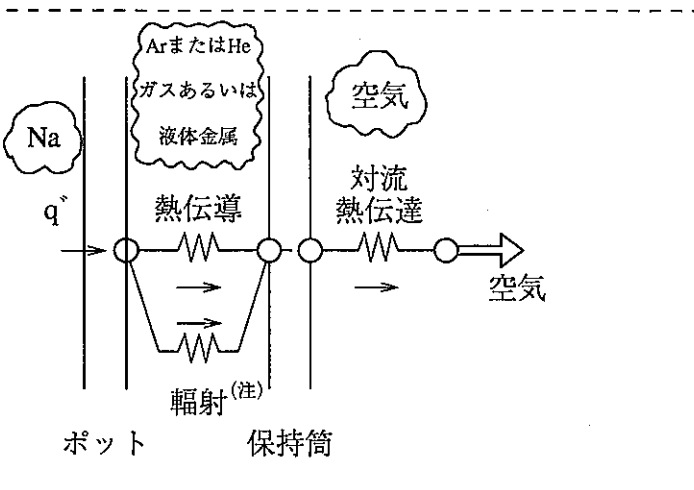 ArまたはHe
ガスあるいは
液体金属
空気
Na
対流
熱伝達
熱伝導
q゛
空気
輻射(注)
ポット
保持筒